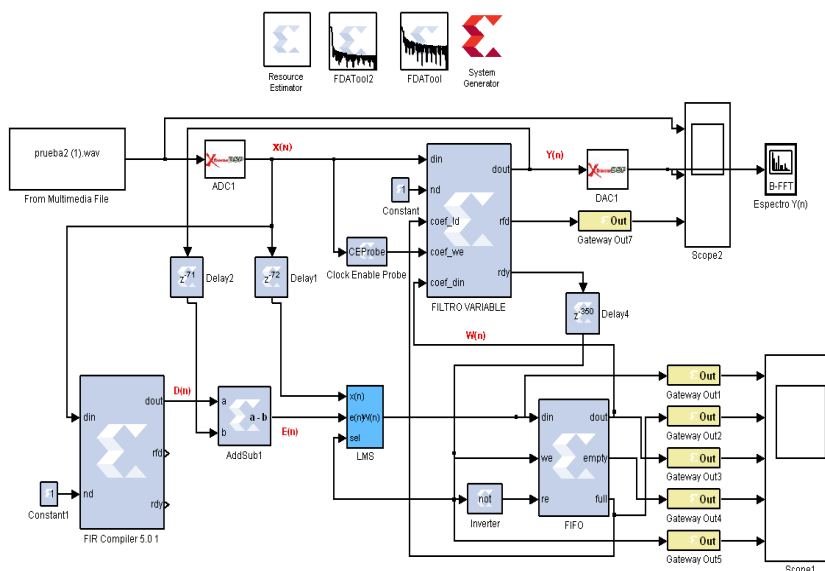 Resource
Estimator
FDATool2
FDATool
System
Generator
prueba2 (1).wav
From Multimedia File
ADC1
X(N)
Constant
1
din
nd
coef_ld
coef_we
coef_din
dout
rfd
rdy
FILTRO VARIABLE
Y(n)
DAC1
Out
Gateway Out7
Scope2
B-FFT
Espectro Y(n)
z-71
Delay2
z-72
Delay1
CEProbe
Clock Enable Probe
z-350
Delay4
W(n)
D(n)
din
nd
dout
rfd
rdy
1
Constant1
FIR Compiler 5.0 1
a
b
a - b
AddSub1
E(n)
x(n)
e(n)
W(n)
sel
LMS
not
Inverter
din
we
re
dout
empty
full
FIFO
Out
Gateway Out1
Out
Gateway Out2
Out
Gateway Out3
Out
Gateway Out4
Out
Gateway Out5
Scope1